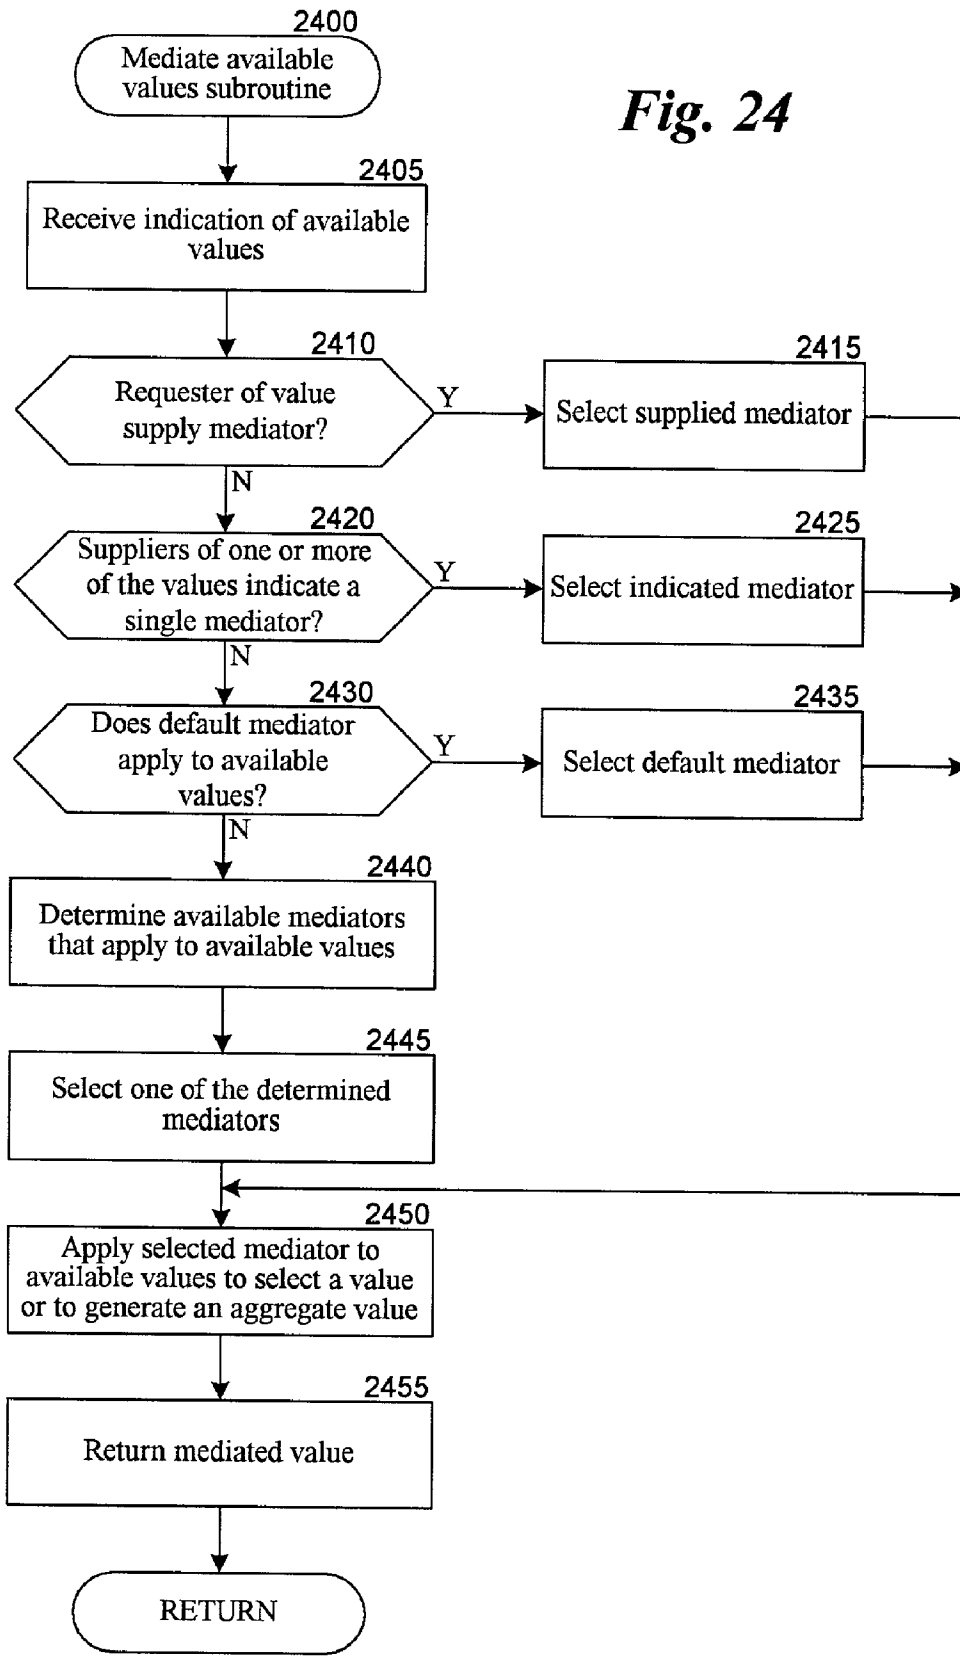 2400
Mediate available
values subroutine
Fig. 24
2405
Receive indication of available
values
2410
Requester of value
supply mediator?
Y
2415
Select supplied mediator
N
2420
Suppliers of one or more
of the values indicate a
single mediator?
Y
2425
Select indicated mediator
N
2430
Does default mediator
apply to available
values?
Y
2435
Select default mediator
N
2440
Determine available mediators
that apply to available values
2445
Select one of the determined
mediators
2450
Apply selected mediator to
available values to select a value
or to generate an aggregate value
2455
Return mediated value
RETURN